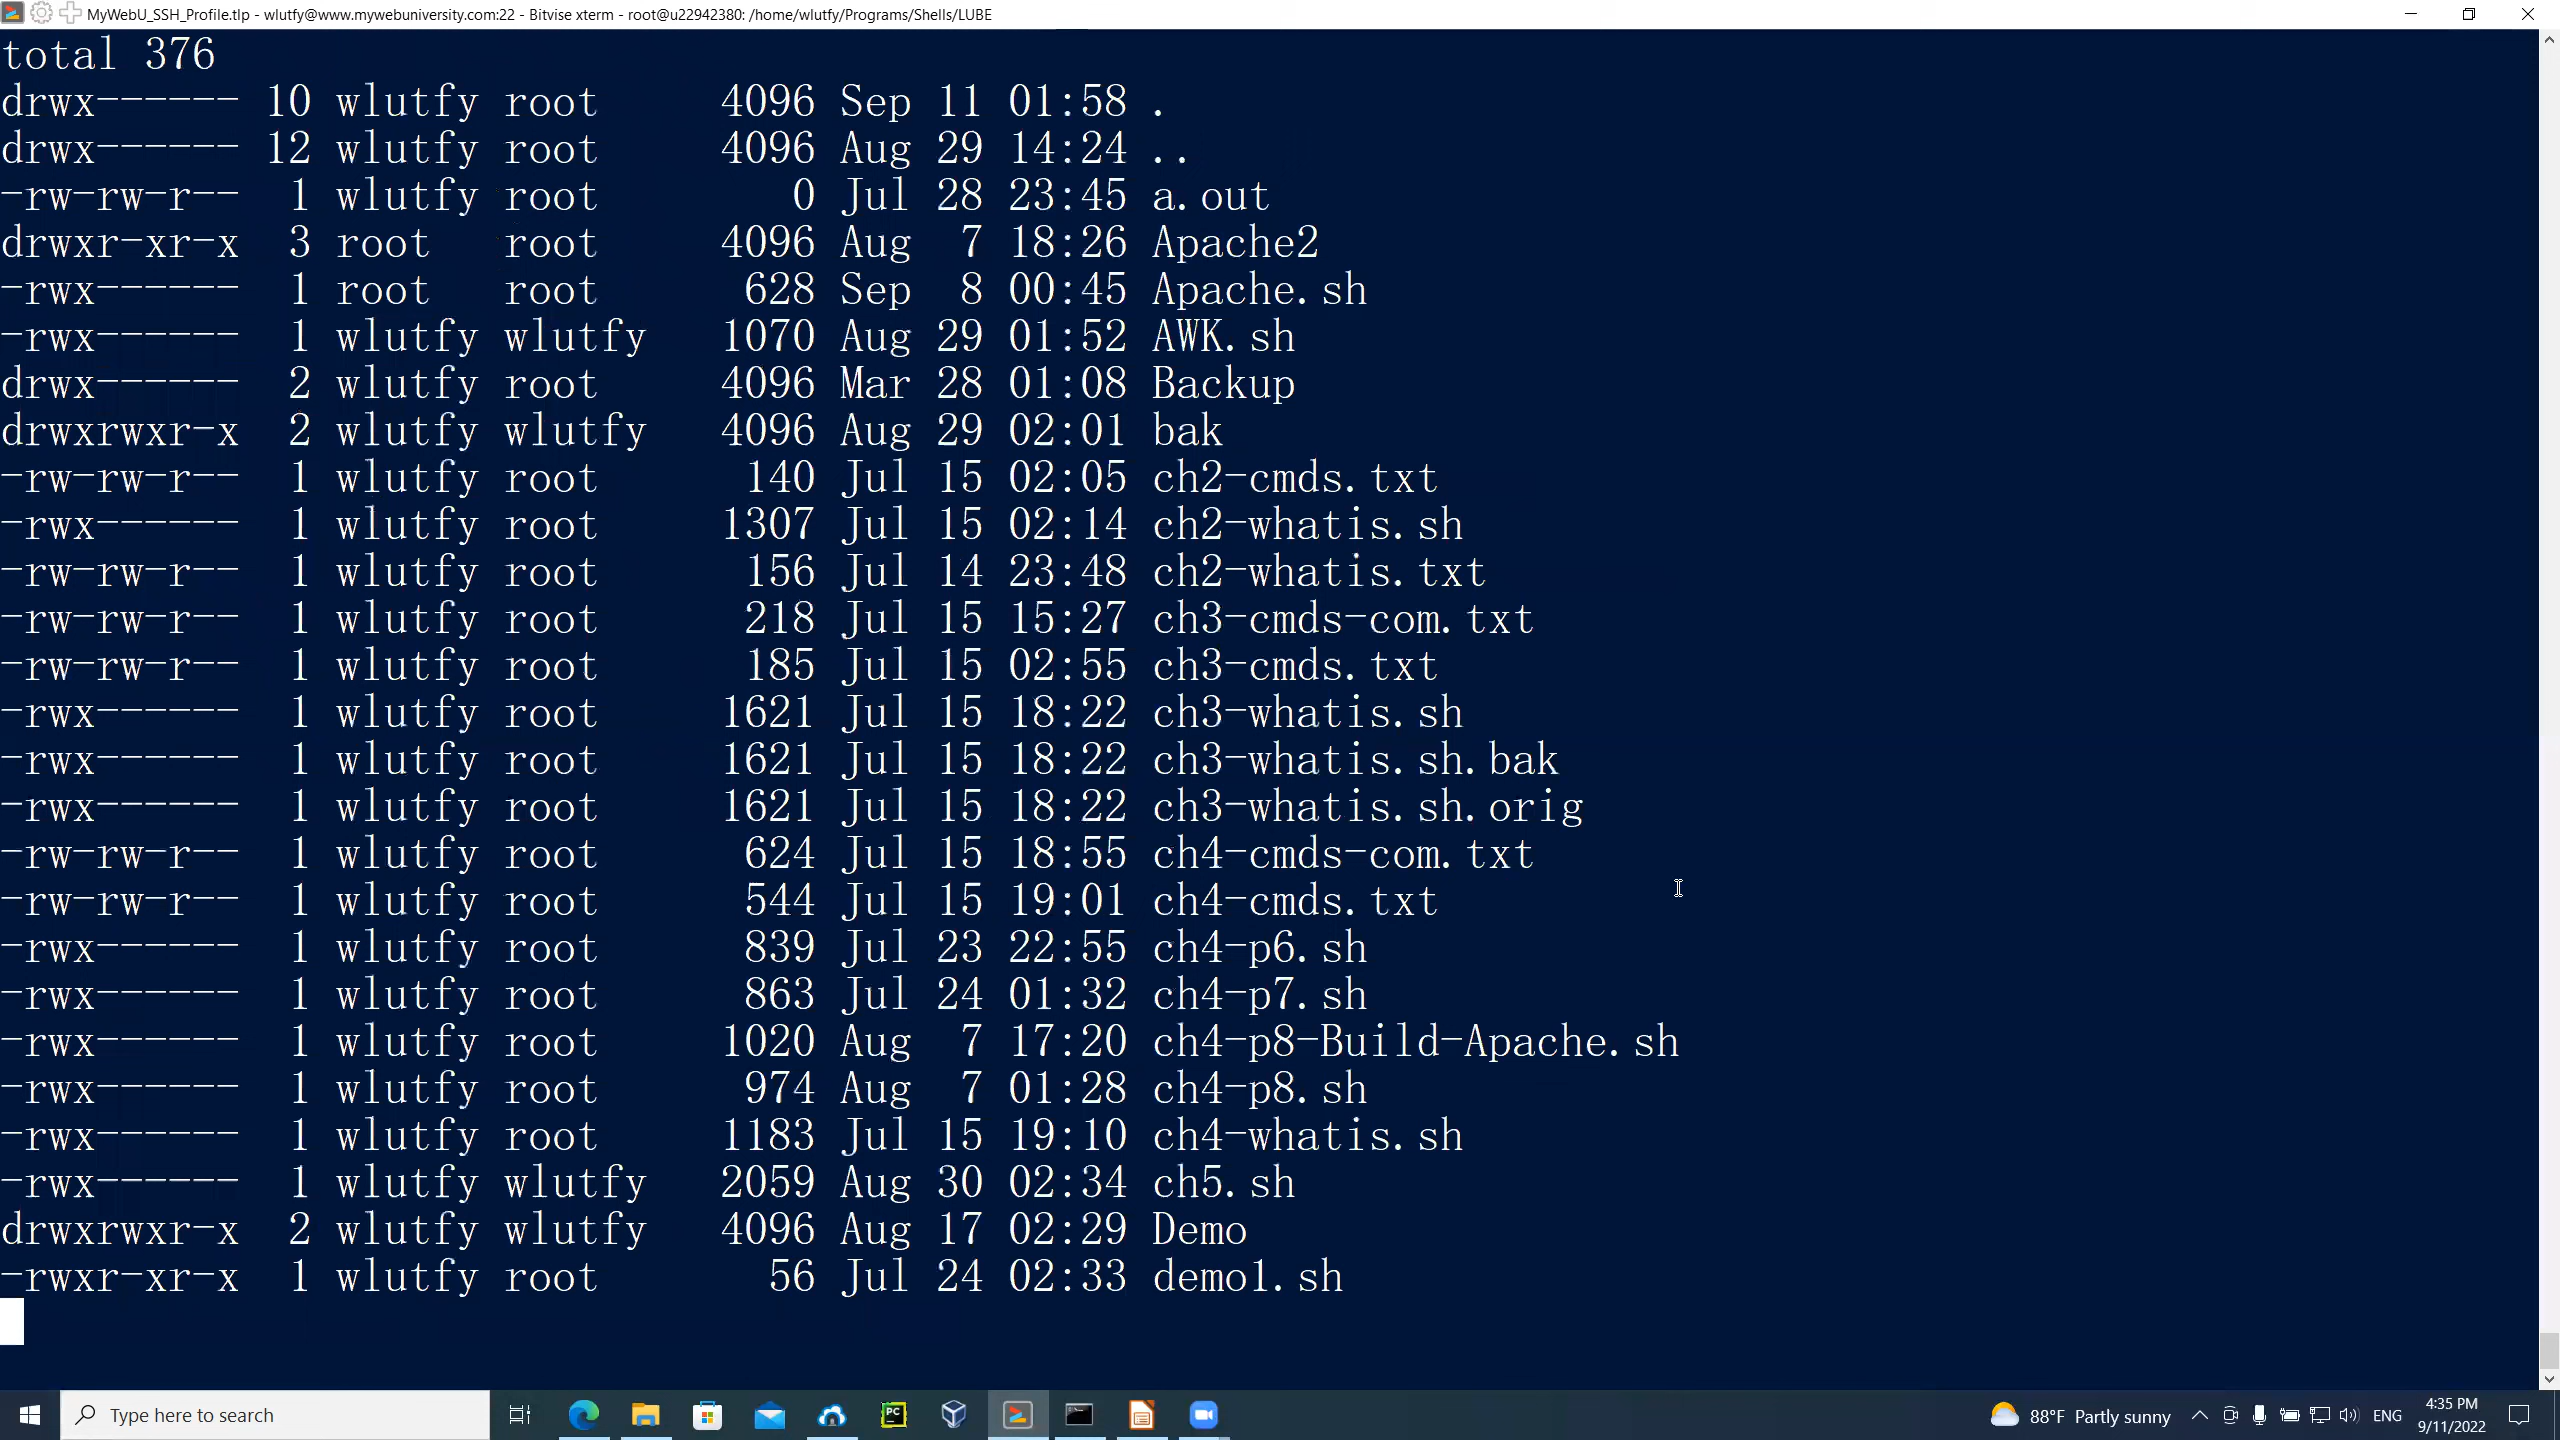 MyWebU_SSH_Profile.tlp - wlutfy@www.mywebuniversity.com:22 - Bitvise xterm - root@u22942380: /home/wlutfy/Programs/Shells/LUBE
total 376
drwx------ 10 wlutfy root     4096 Sep 11 01:58 .
drwx------ 12 wlutfy root     4096 Aug 29 14:24 ..
-rw-rw-r--  1 wlutfy root        0 Jul 28 23:45 a.out
drwxr-xr-x  3 root   root     4096 Aug  7 18:26 Apache2
-rwx------  1 root   root      628 Sep  8 00:45 Apache.sh
-rwx------  1 wlutfy wlutfy   1070 Aug 29 01:52 AWK.sh
drwx------  2 wlutfy root     4096 Mar 28 01:08 Backup
drwxrwxr-x  2 wlutfy wlutfy   4096 Aug 29 02:01 bak
-rw-rw-r--  1 wlutfy root      140 Jul 15 02:05 ch2-cmds.txt
-rwx------  1 wlutfy root     1307 Jul 15 02:14 ch2-whatis.sh
-rw-rw-r--  1 wlutfy root      156 Jul 14 23:48 ch2-whatis.txt
-rw-rw-r--  1 wlutfy root      218 Jul 15 15:27 ch3-cmds-com.txt
-rw-rw-r--  1 wlutfy root      185 Jul 15 02:55 ch3-cmds.txt
-rwx------  1 wlutfy root     1621 Jul 15 18:22 ch3-whatis.sh
-rwx------  1 wlutfy root     1621 Jul 15 18:22 ch3-whatis.sh.bak
-rwx------  1 wlutfy root     1621 Jul 15 18:22 ch3-whatis.sh.orig
-rw-rw-r--  1 wlutfy root      624 Jul 15 18:55 ch4-cmds-com.txt
-rw-rw-r--  1 wlutfy root      544 Jul 15 19:01 ch4-cmds.txt
-rwx------  1 wlutfy root      839 Jul 23 22:55 ch4-p6.sh
-rwx------  1 wlutfy root      863 Jul 24 01:32 ch4-p7.sh
-rwx------  1 wlutfy root     1020 Aug  7 17:20 ch4-p8-Build-Apache.sh
-rwx------  1 wlutfy root      974 Aug  7 01:28 ch4-p8.sh
-rwx------  1 wlutfy root     1183 Jul 15 19:10 ch4-whatis.sh
-rwx------  1 wlutfy wlutfy   2059 Aug 30 02:34 ch5.sh
drwxrwxr-x  2 wlutfy wlutfy   4096 Aug 17 02:29 Demo
-rwxr-xr-x  1 wlutfy root       56 Jul 24 02:33 demo1.sh
Type here to search
PC
88°F Partly sunny
ENG
4:35 PM
9/11/2022